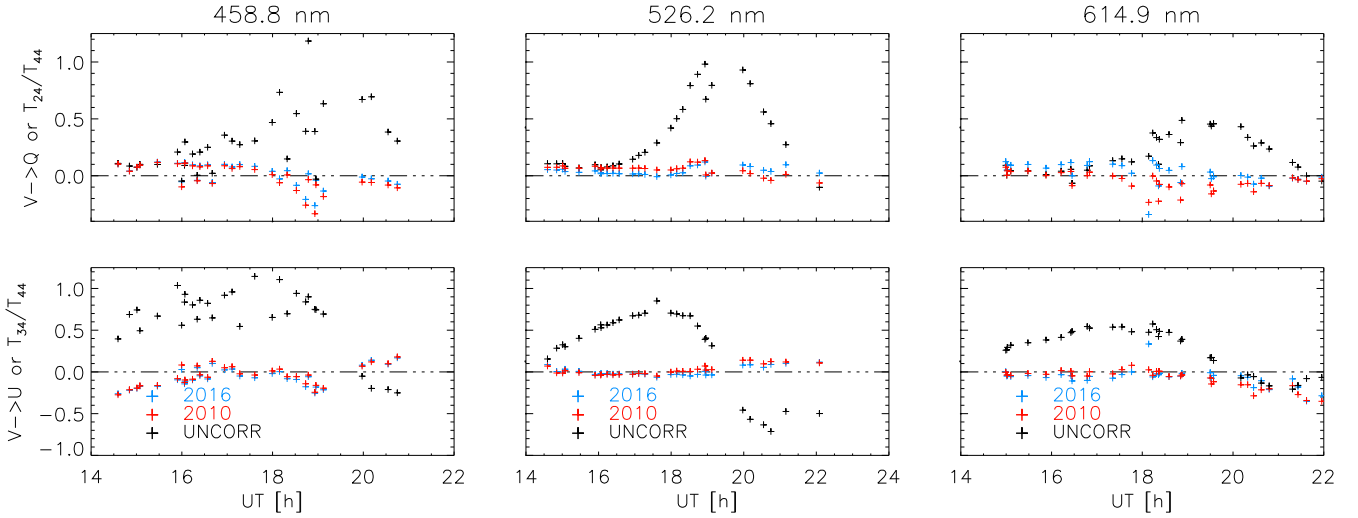 458.8 nm 526.2 nm 614.9 nm
V->Q or T24/T44
1.0
0.5
0.0
V->U or T34/T44
1.0
0.5
0.0
−0.5
−1.0
2016
2010
UNCORR
2016
2010
UNCORR
2016
2010
UNCORR
14 16 18 20 22
14 16 18 20 22 24
14 16 18 20 22
UT [h] UT [h] UT [h]